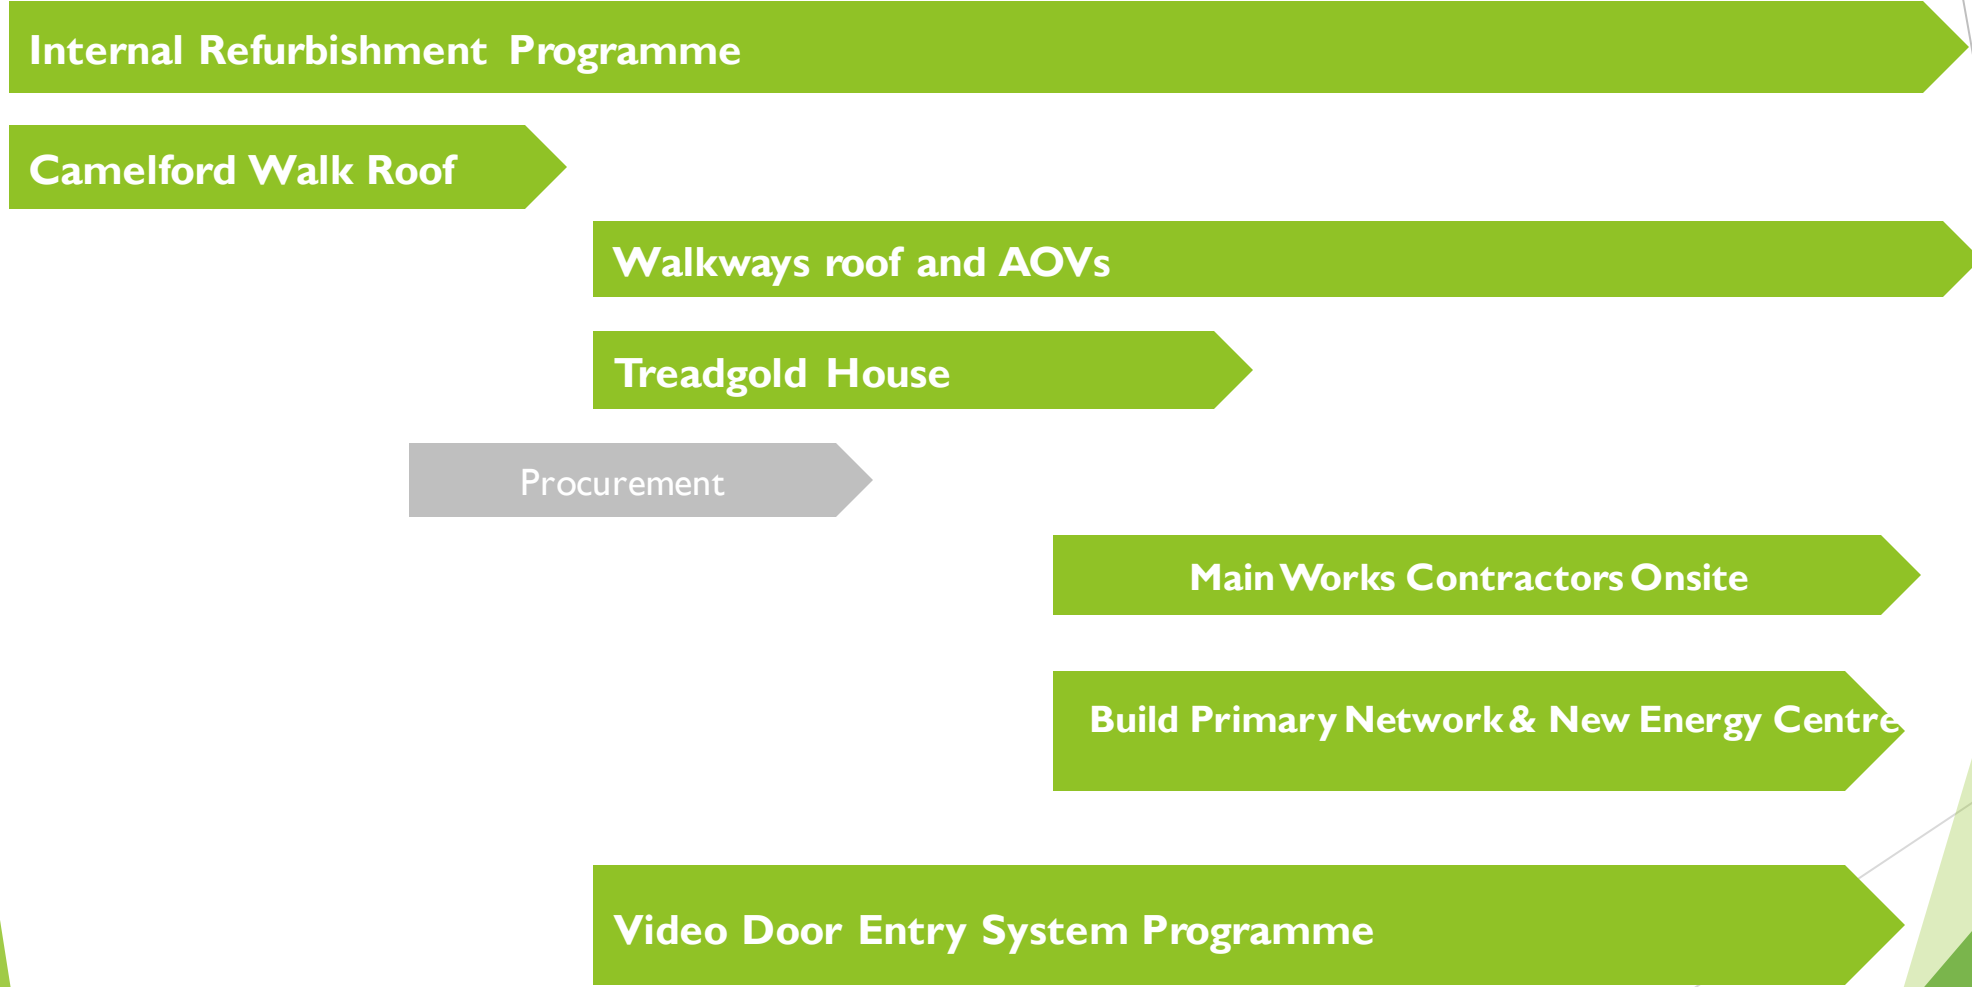 Internal Refurbishment Programme
Camelford Walk Roof
Walkways roof and AOVs
Treadgold House
Procurement
Main Works Contractors Onsite
Build Primary Network & New Energy Centre
Video Door Entry System Programme